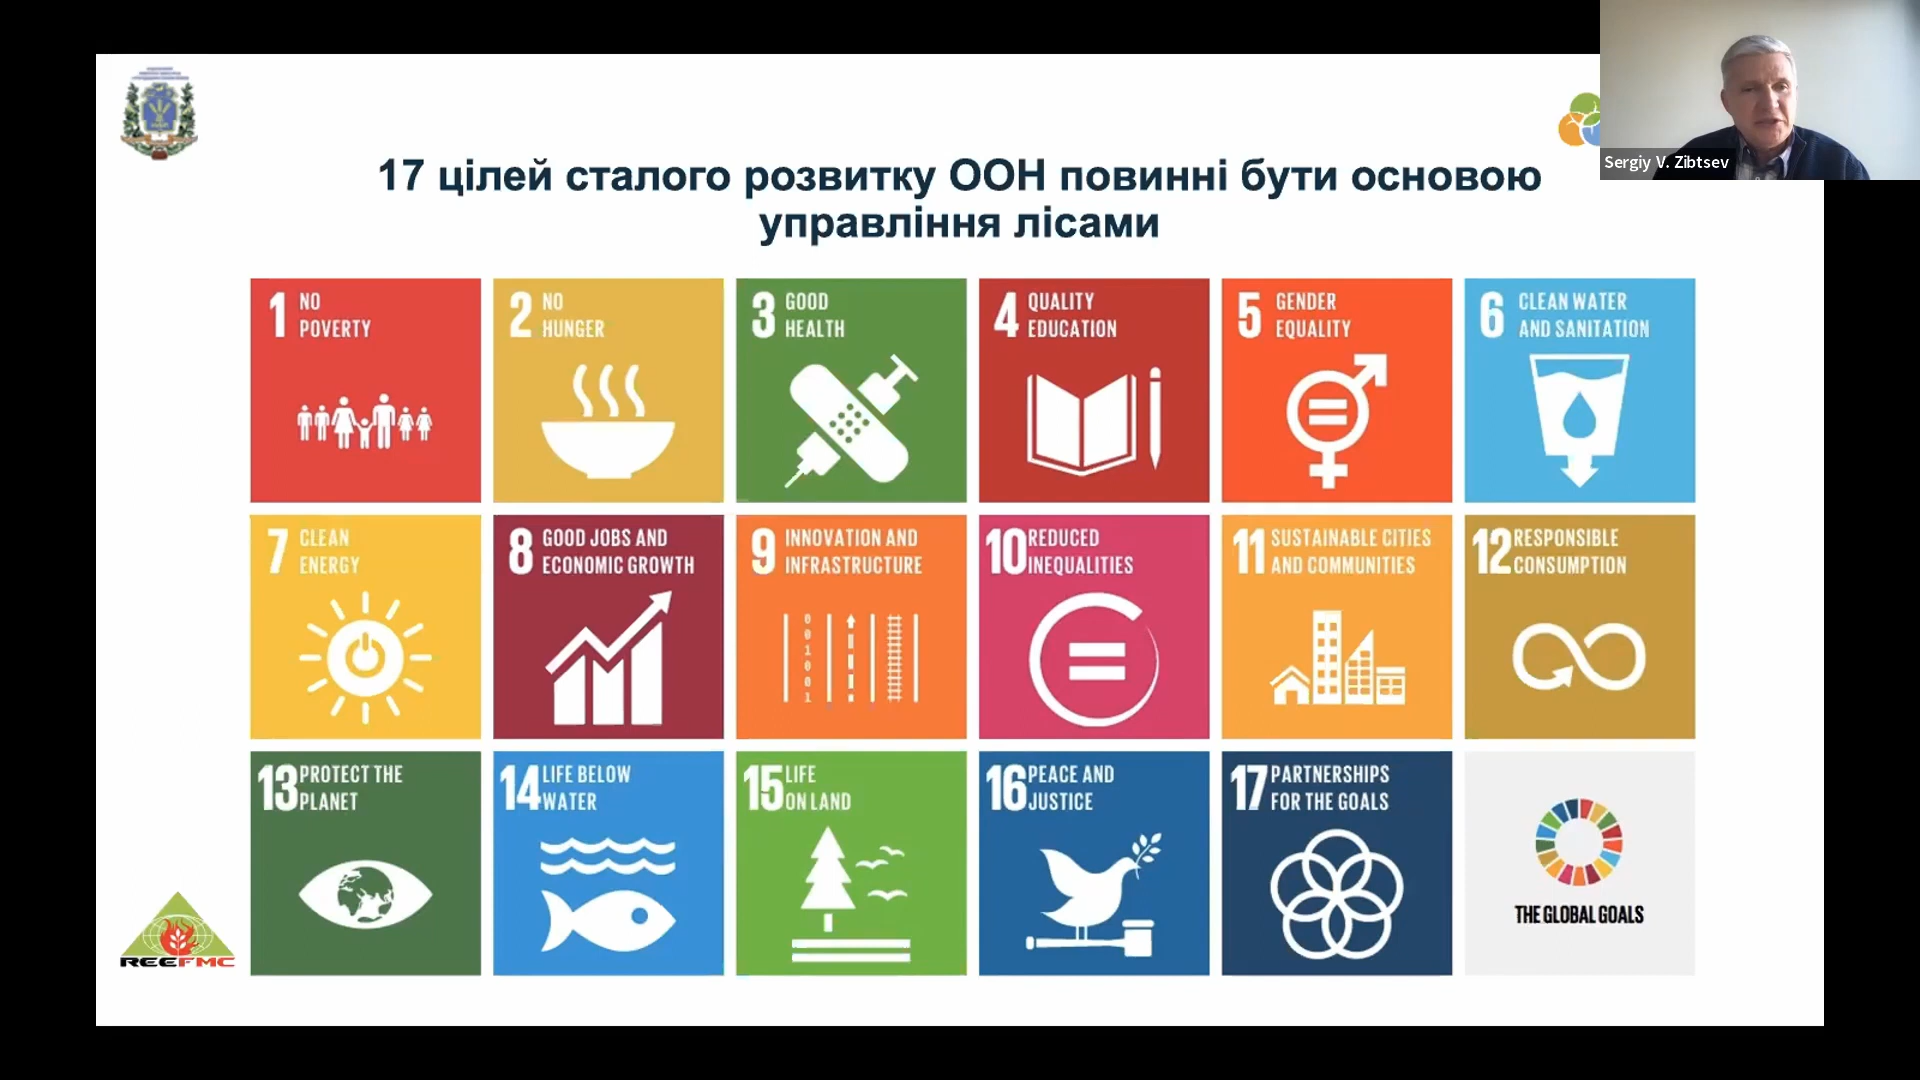 Sergiy V. Zibtsev
17 цілей сталого розвитку ООН повинні бути основою
управління лісами
1 NO
POVERTY
2 NO
HUNGER
3 GOOD
HEALTH
4 QUALITY
EDUCATION
5 GENDER
EQUALITY
6 CLEAN WATER
AND SANITATION
7 CLEAN
ENERGY
8 GOOD JOBS AND
ECONOMIC GROWTH
9 INNOVATION AND
INFRASTRUCTURE
10 REDUCED
INEQUALITIES
11 SUSTAINABLE CITIES
AND COMMUNITIES
12 RESPONSIBLE
CONSUMPTION
13 PROTECT THE
PLANET
14 LIFE BELOW
WATER
15 LIFE
ON LAND
16 PEACE AND
JUSTICE
17 PARTNERSHIPS
FOR THE GOALS
THE GLOBAL GOALS
REEFMC